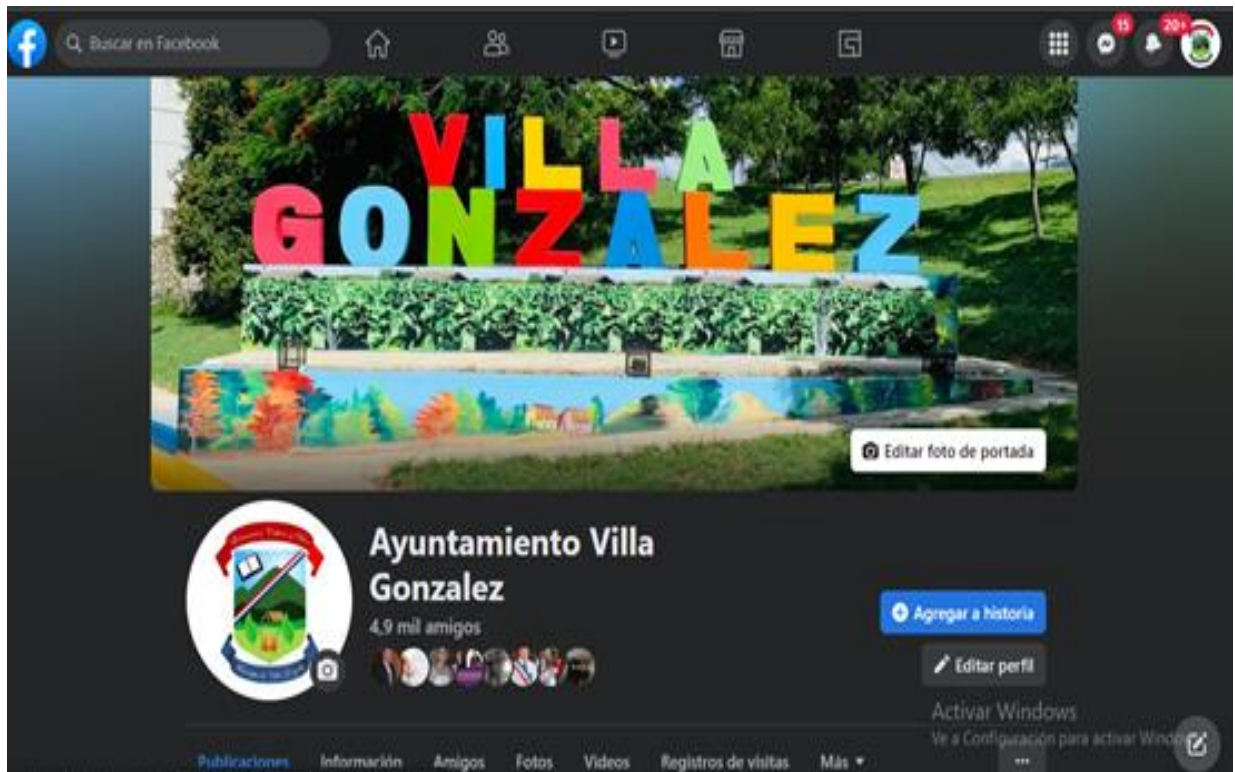 Buscar en Facebook
15
20+
VILLA
GONZALEZ
Editar foto de portada
Ayuntamiento Villa
Gonzalez
4,9 mil amigos
Agregar a historia
Editar perfil
Activar Windows
Ve a Configuración para activar Windo
Publicaciones Información Amigos Fotos Videos Registros de visitas Más